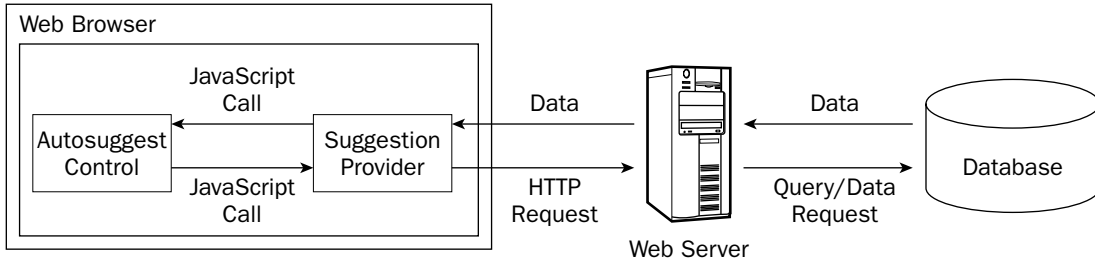 Web Browser
JavaScript
Call
Autosuggest
Control
JavaScript
Call
Suggestion
Provider
Data
HTTP
Request
Web Server
Data
Query/Data
Request
Database